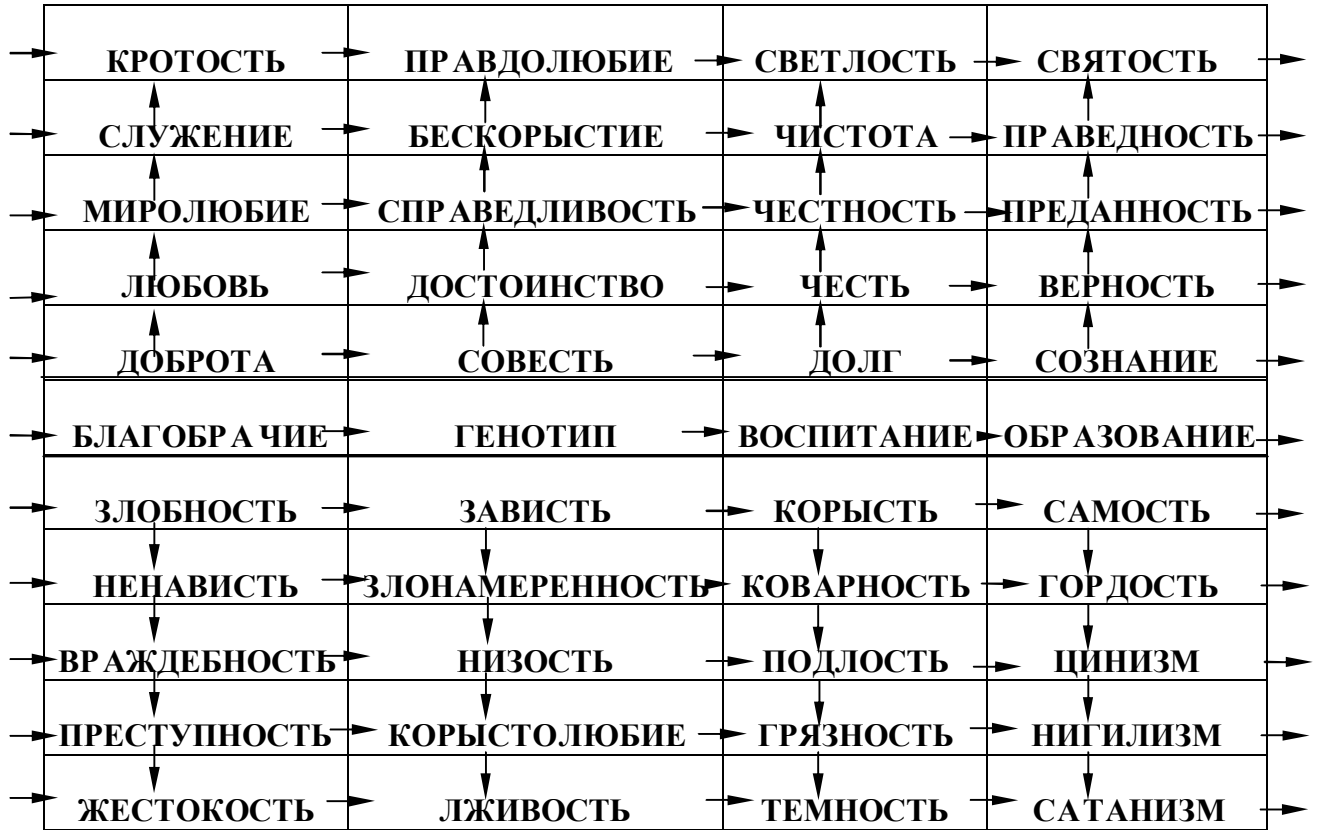 КРОТОСТЬ ПРАВДОЛЮБИЕ СВЕТЛОСТЬ СВЯТОСТЬ
СЛУЖЕНИЕ БЕСКОРЫСТИЕ ЧИСТОТА ПРАВЕДНОСТЬ
МИРОЛЮБИЕ СПРАВЕДЛИВОСТЬ ЧЕСТНОСТЬ ПРЕДАННОСТЬ
ЛЮБОВЬ ДОСТОИНСТВО ЧЕСТЬ ВЕРНОСТЬ
ДОБРОТА СОВЕСТЬ ДОЛГ СОЗНАНИЕ
БЛАГОБРАЧИЕ ГЕНОТИП ВОСПИТАНИЕ ОБРАЗОВАНИЕ
ЗЛОБНОСТЬ ЗАВИСТЬ КОРЫСТЬ САМОСТЬ
НЕНАВИСТЬ ЗЛОНАМЕРЕННОСТЬ КОВАРНОСТЬ ГОРДОСТЬ
ВРАЖДЕБНОСТЬ НИЗОСТЬ ПОДЛОСТЬ ЦИНИЗМ
ПРЕСТУПНОСТЬ КОРЫСТОЛЮБИЕ ГРЯЗНОСТЬ НИГИЛИЗМ
ЖЕСТОКОСТЬ ЛЖИВОСТЬ ТЕМНОСТЬ САТАНИЗМ